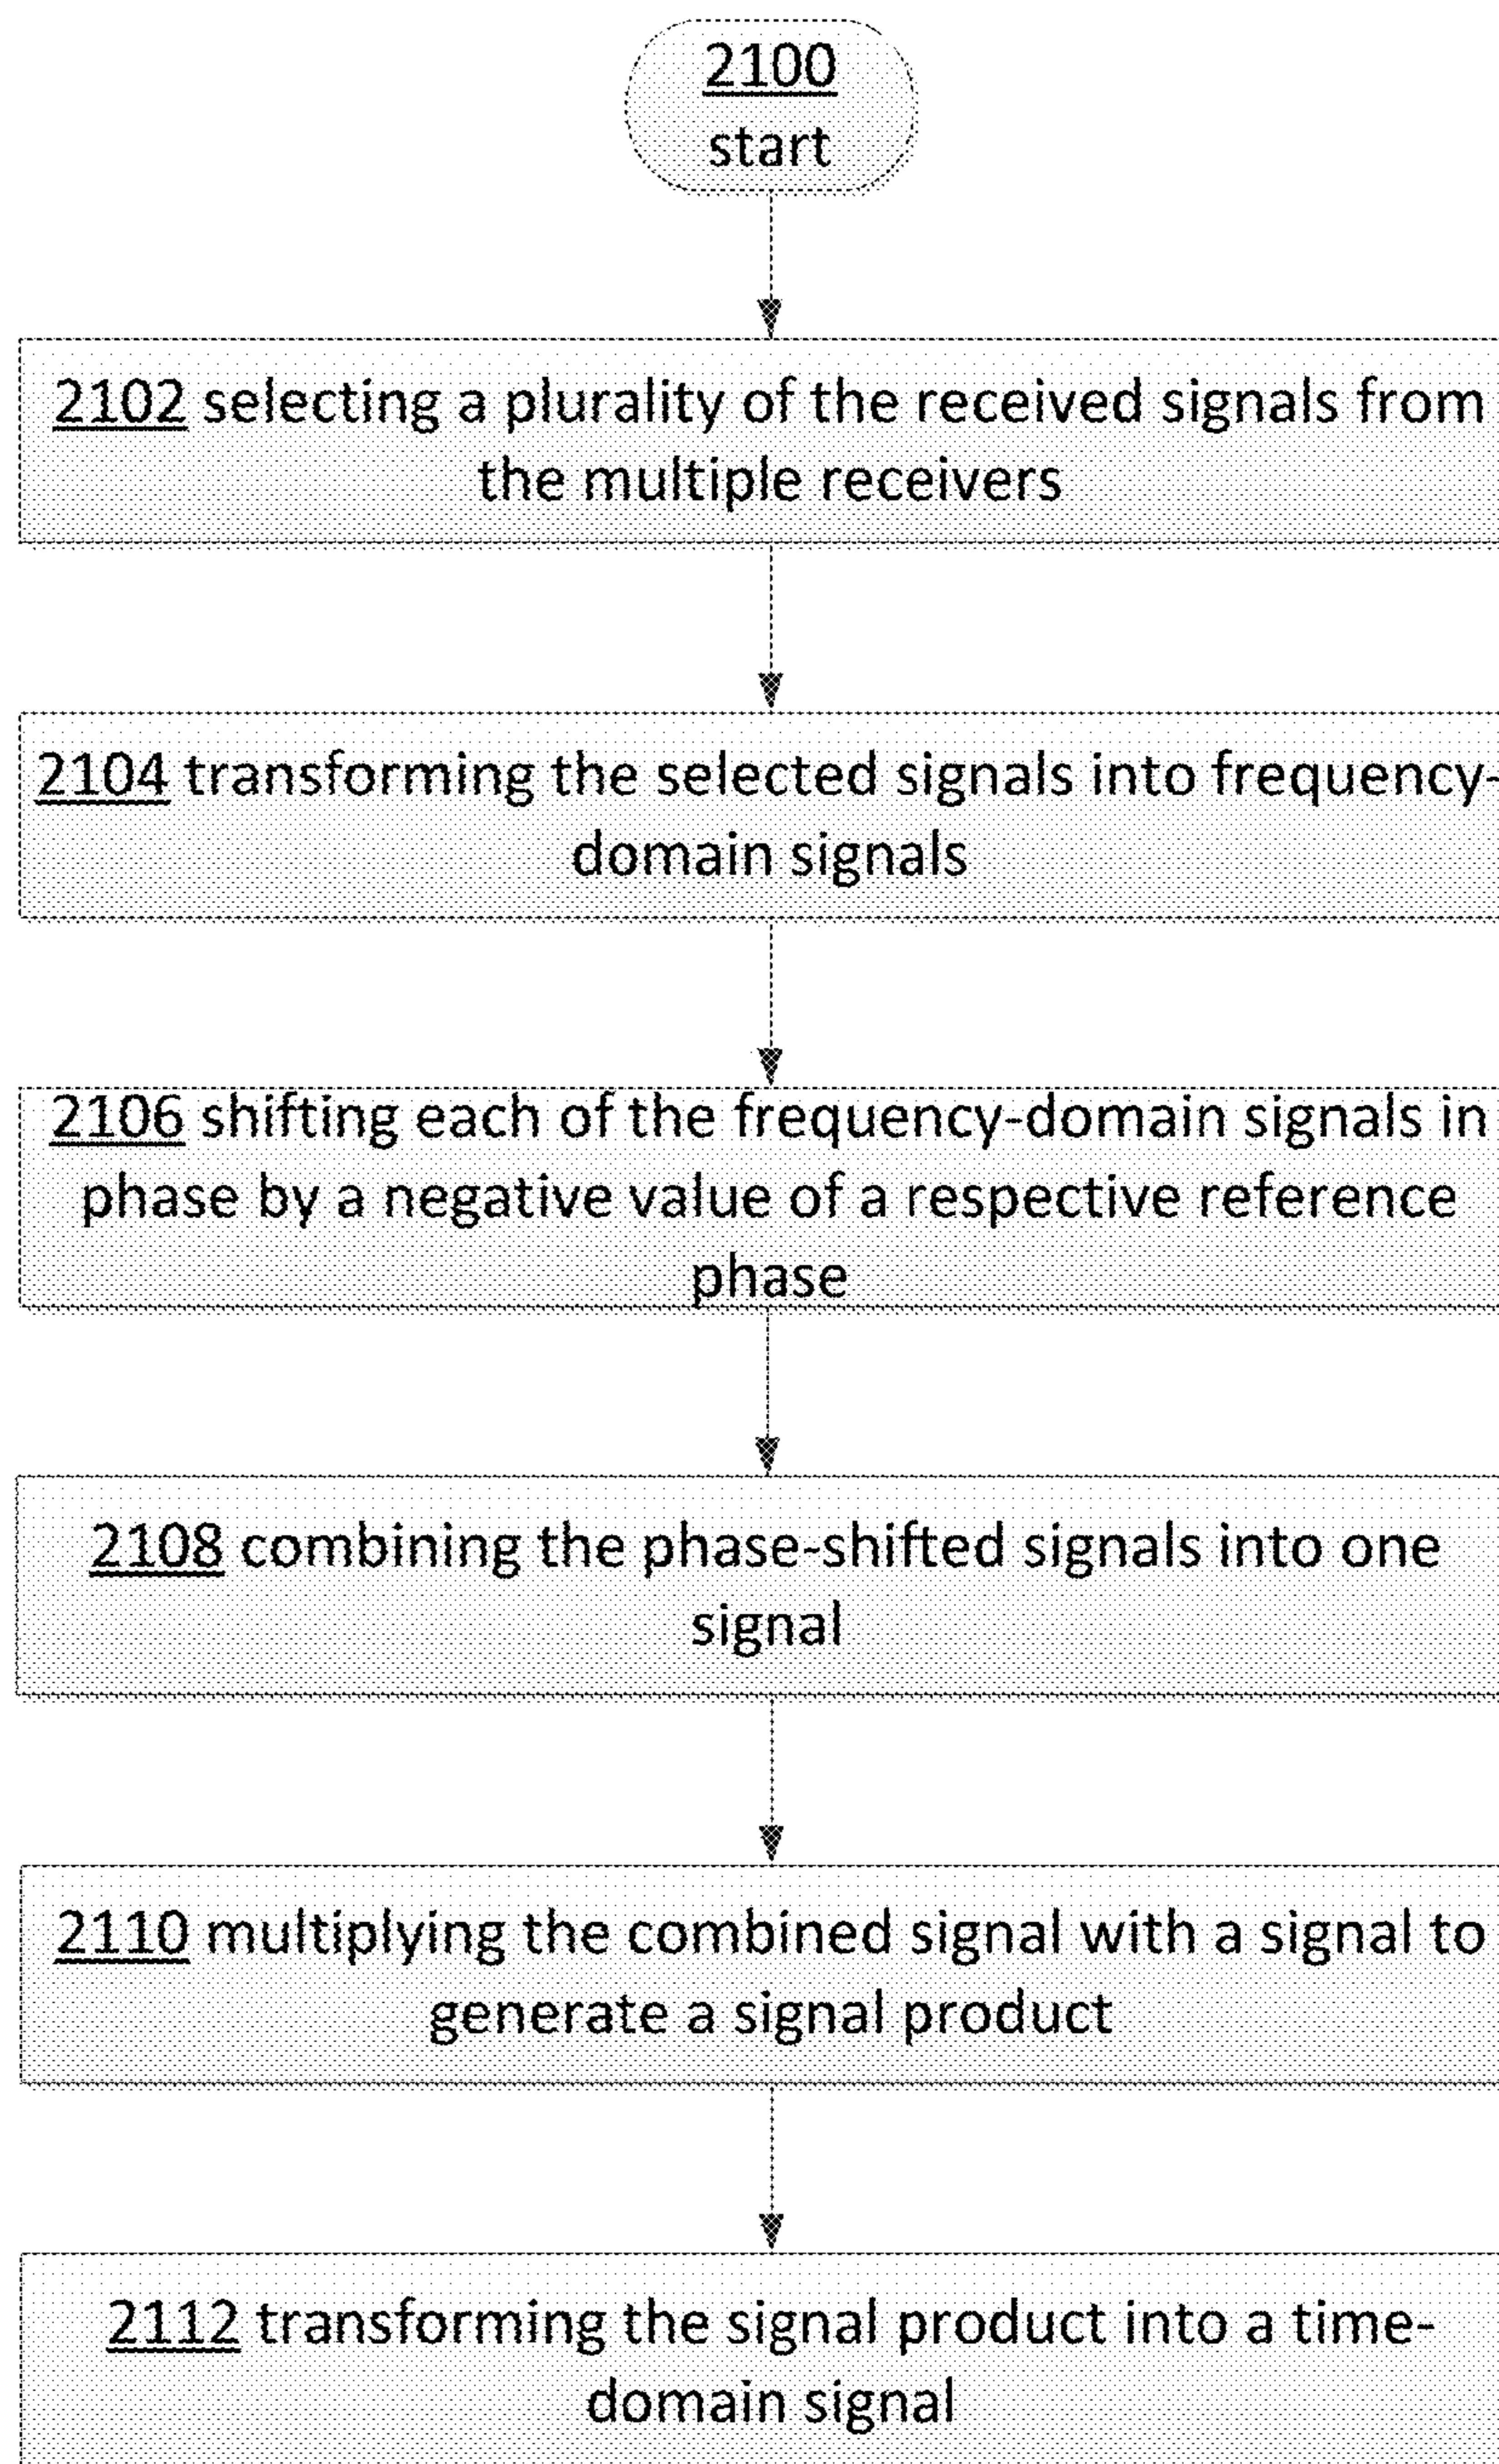 2100
start
2102 selecting a plurality of the received signals from
the multiple receivers
2104 transforming the selected signals into frequency-
domain signals
2106 shifting each of the frequency-domain signals in
phase by a negative value of a respective reference
phase
2108 combining the phase-shifted signals into one
signal
2110 multiplying the combined signal with a signal to
generate a signal product
2112 transforming the signal product into a time-
domain signal